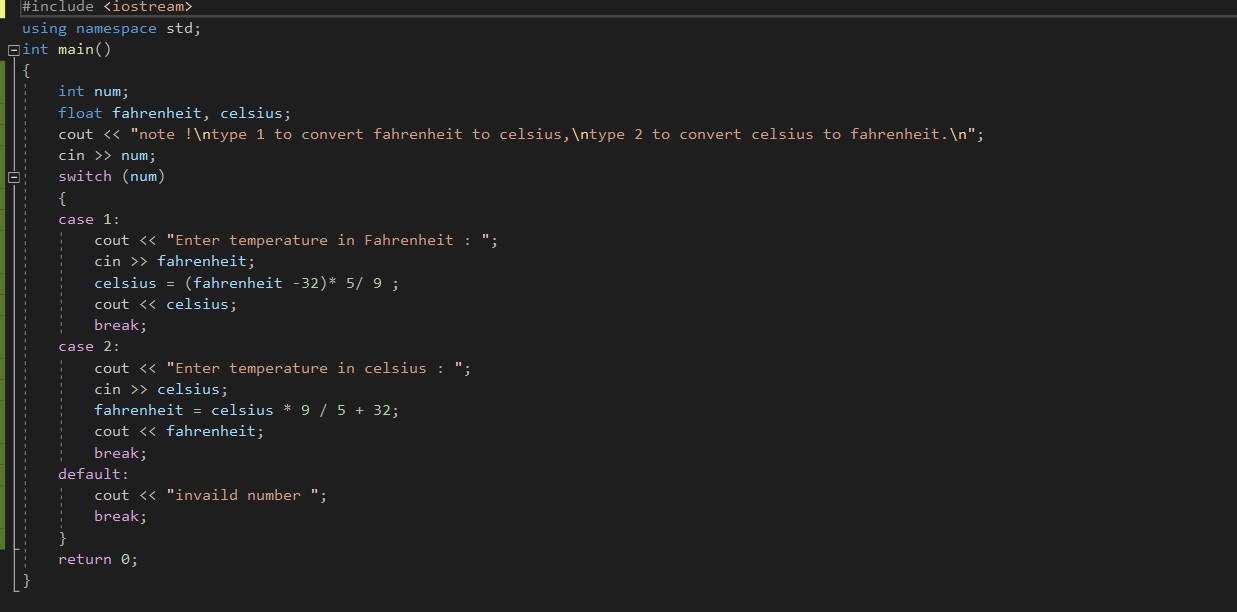 #include <iostream>
using namespace std;
int main()
{
    int num;
    float fahrenheit, celsius;
    cout << "note !\ntype 1 to convert fahrenheit to celsius,\ntype 2 to convert celsius to fahrenheit.\n";
    cin >> num;
    switch (num)
    {
    case 1:
        cout << "Enter temperature in Fahrenheit : ";
        cin >> fahrenheit;
        celsius = (fahrenheit -32)* 5/ 9 ;
        cout << celsius;
        break;
    case 2:
        cout << "Enter temperature in celsius : ";
        cin >> celsius;
        fahrenheit = celsius * 9 / 5 + 32;
        cout << fahrenheit;
        break;
    default:
        cout << "invaild number ";
        break;
    }
    return 0;
}